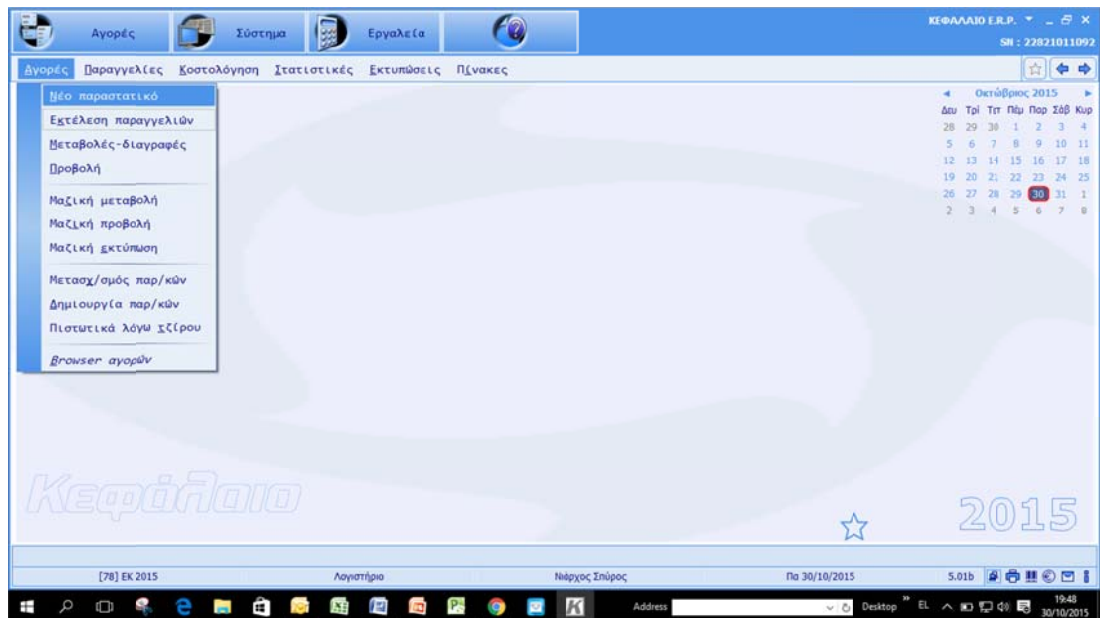 Αγορές Σύστημα Εργαλεία ΚΕΦΑΛΑΙΟ E.R.P.
SN : 22821011092
Αγορές Παραγγελίες Κοστολόγηση Στατιστικές Εκτυπώσεις Πίνακες
Νέο παραστατικό
Εκτέλεση παραγγελιών
Μεταβολές-διαγραφές
Προβολή
Μαζική μεταβολή
Μαζική προβολή
Μαζική εκτύπωση
Μετασχ/σμός παρ/κών
Δημιουργία παρ/κών
Πιστωτικά λόγω τζίρου
Browser αγορών
Οκτώβριος 2015
Δευ Τρί Τετ Πέμ Παρ Σάβ Κυρ
28 29 30 1 2 3 4
5 6 7 8 9 10 11
12 13 14 15 16 17 18
19 20 21 22 23 24 25
26 27 28 29 30 31 1
2 3 4 5 6 7 8
Κεφάλαιο
2015
[78] ΕΚ 2015 Λογιστήριο Νιάρχος Σπύρος Πα 30/10/2015 5.01b
Address Desktop EL 19:48
30/10/2015